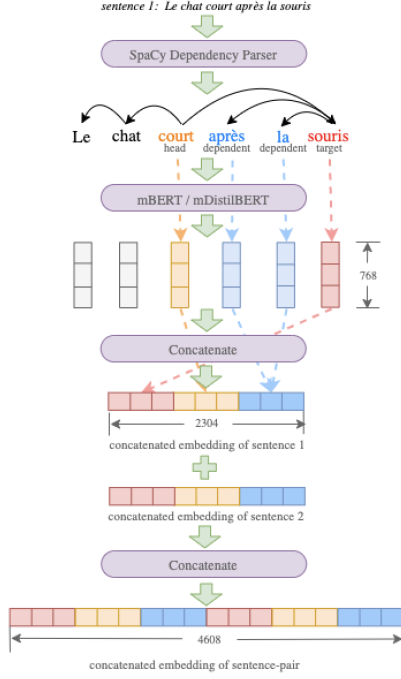 sentence 1: Le chat court après la souris
SpaCy Dependency Parser
Le chat court après la souris
head dependent dependent target
mBERT / mDistilBERT
768
Concatenate
2304
concatenated embedding of sentence 1
concatenated embedding of sentence 2
Concatenate
4608
concatenated embedding of sentence-pair